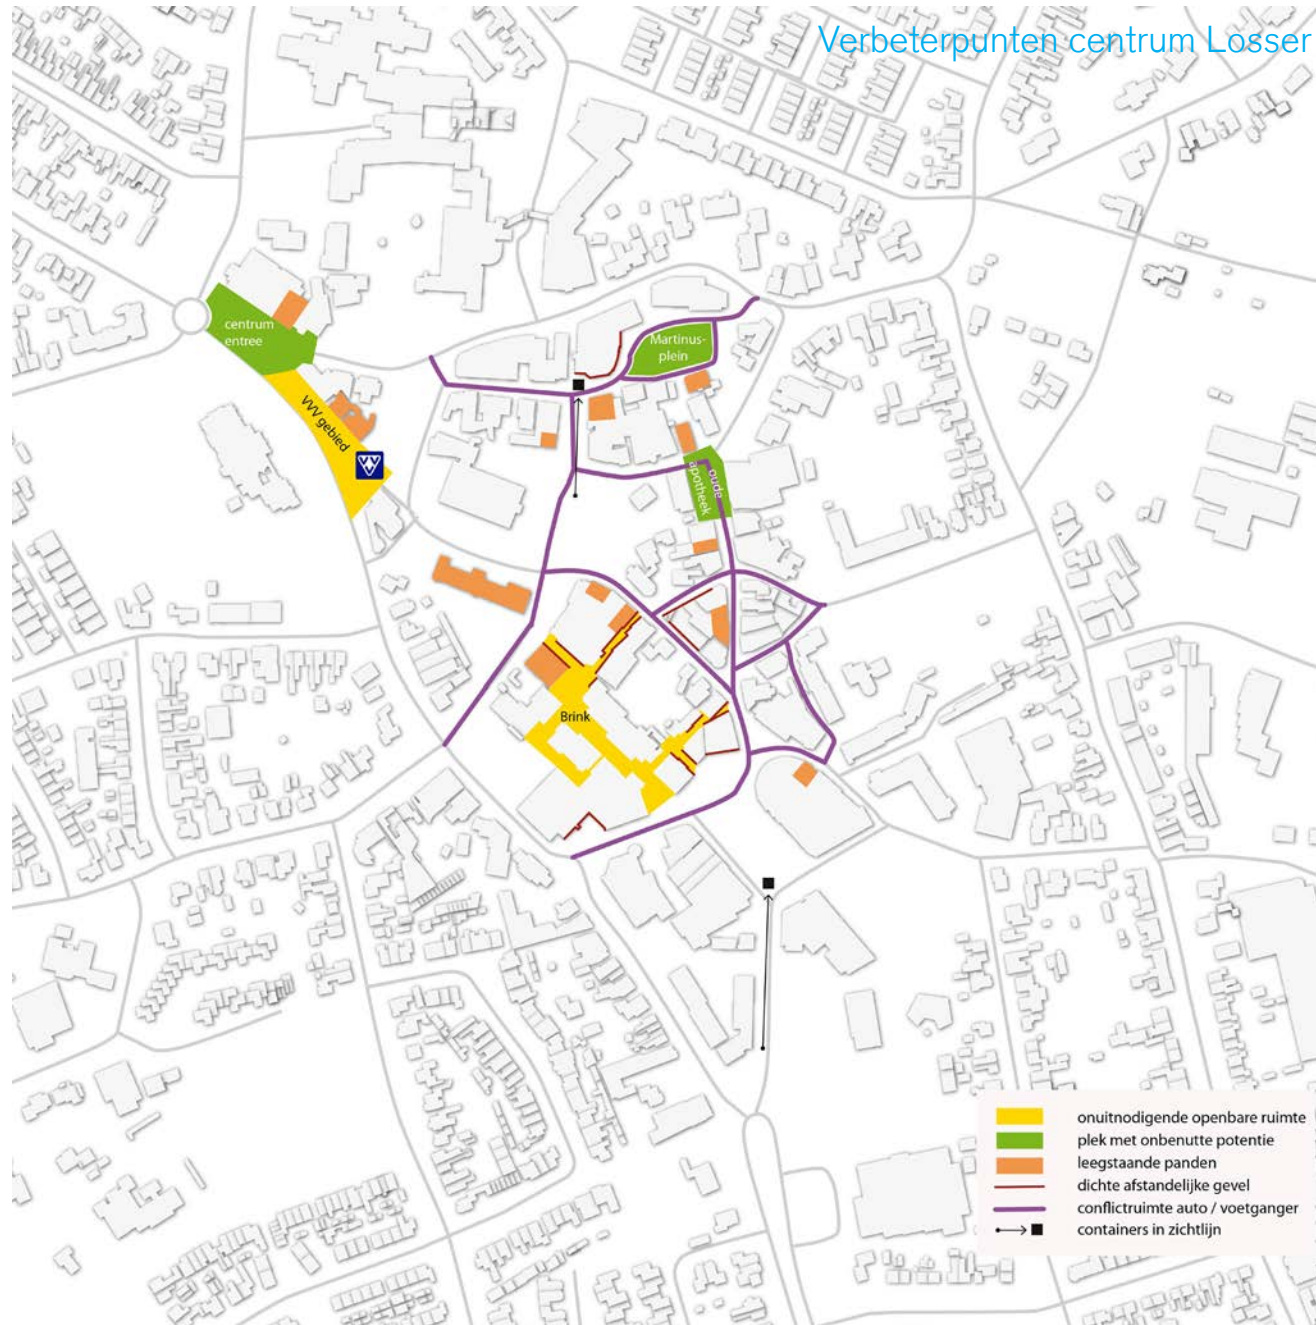 Verbeterpunten centrum Losser
centrum
entree
Martinus-
plein
VVV gebied
VVV
oude
apotheek
Brink
onuitnodigende openbare ruimte
plek met onbenutte potentie
leegstaande panden
dichte afstandelijke gevel
conflictruimte auto / voetganger
containers in zichtlijn